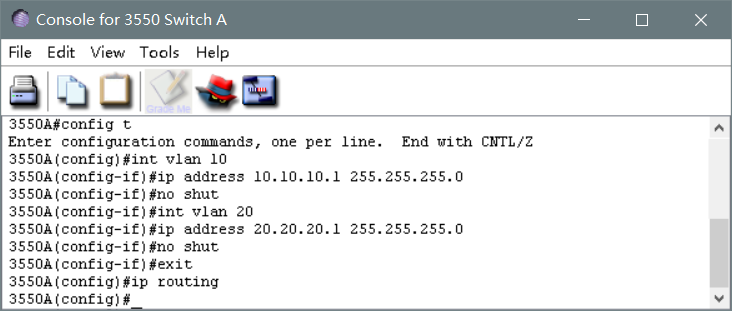 Console for 3550 Switch A
File Edit View Tools Help
Grade Me
3550A#config t
Enter configuration commands, one per line.  End with CNTL/Z
3550A(config)#int vlan 10
3550A(config-if)#ip address 10.10.10.1 255.255.255.0
3550A(config-if)#no shut
3550A(config-if)#int vlan 20
3550A(config-if)#ip address 20.20.20.1 255.255.255.0
3550A(config-if)#no shut
3550A(config-if)#exit
3550A(config)#ip routing
3550A(config)#_